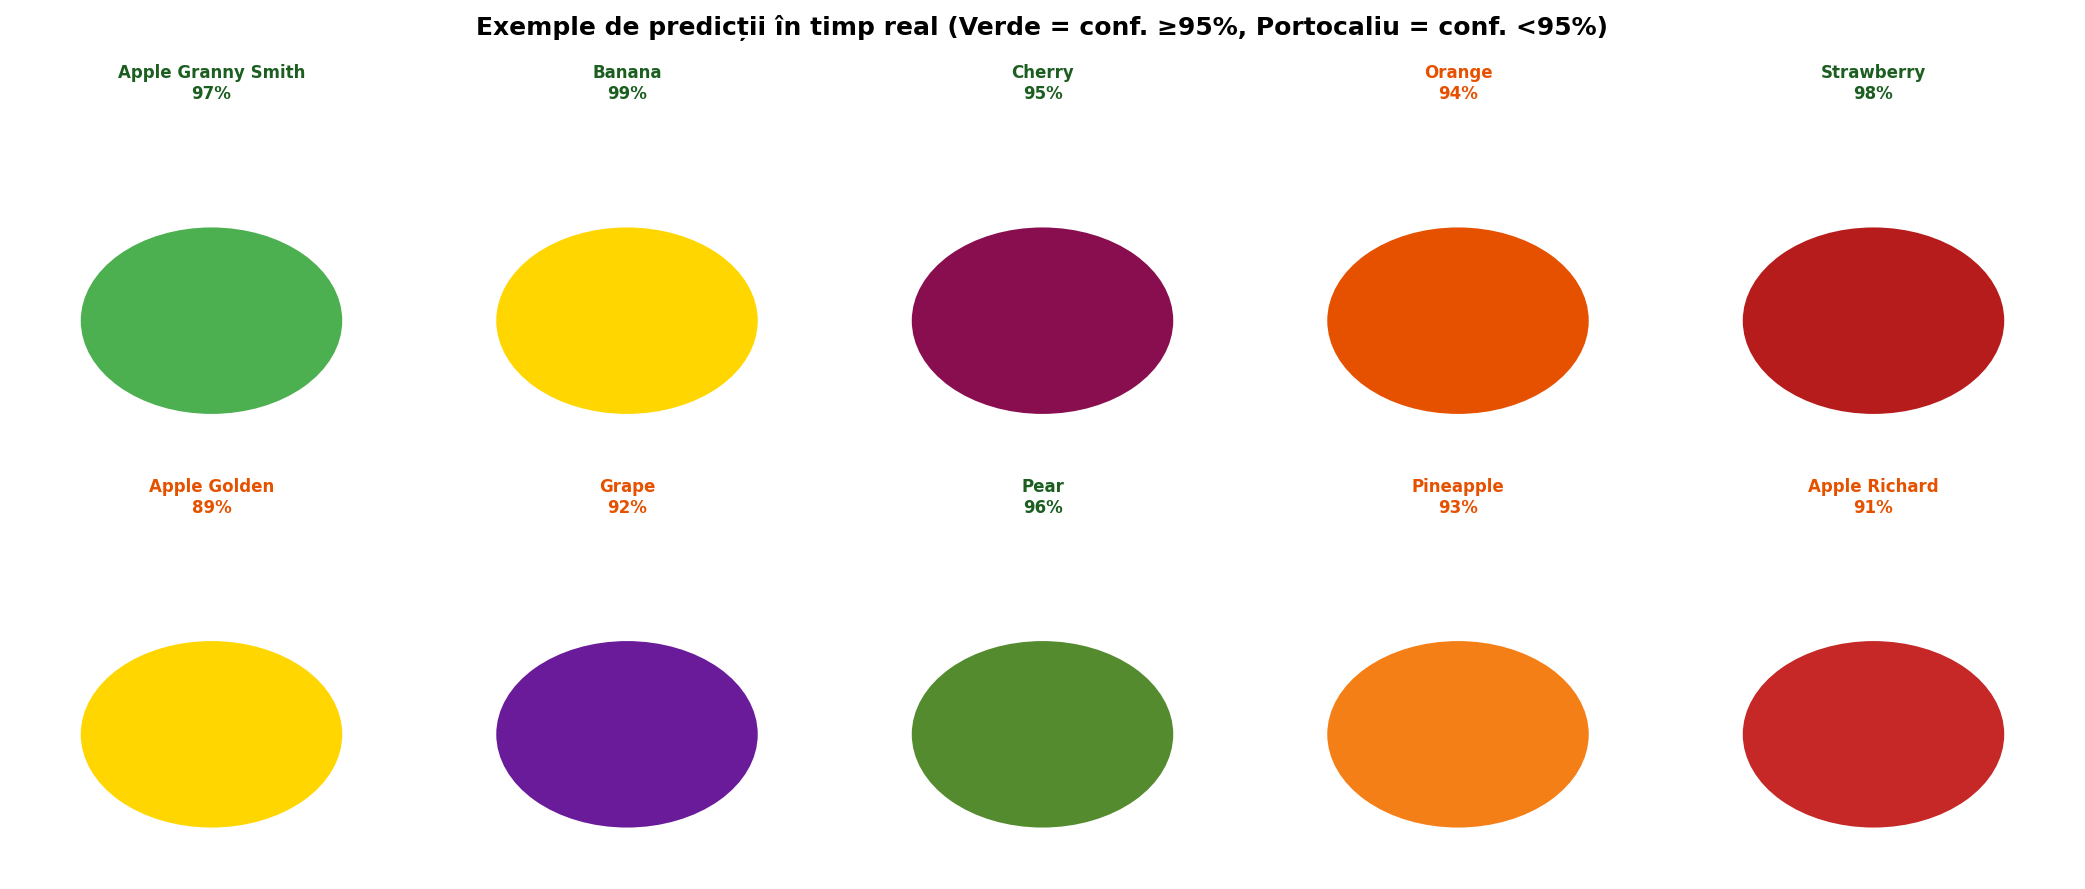 Exemple de predicții în timp real (Verde = conf. ≥95%, Portocaliu = conf. <95%)
Apple Granny Smith
97%
Banana
99%
Cherry
95%
Orange
94%
Strawberry
98%
Apple Golden
89%
Grape
92%
Pear
96%
Pineapple
93%
Apple Richard
91%